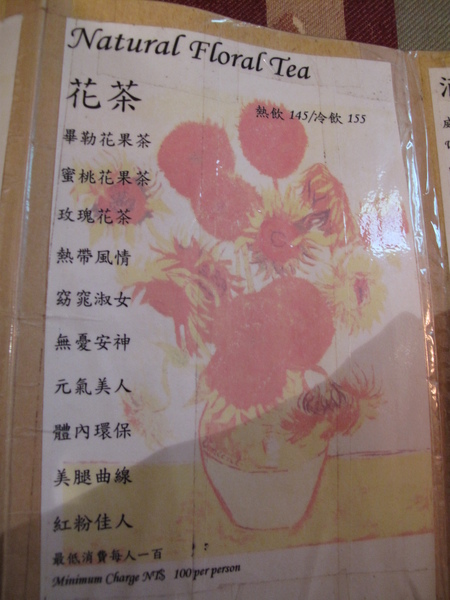 Natural Floral Tea
花茶
熱飲 145/冷飲 155
畢勒花果茶
蜜桃花果茶
玫瑰花茶
熱帶風情
窈窕淑女
無憂安神
元氣美人
體內環保
美腿曲線
紅粉佳人
最低消費每人一百
Minimum Charge NT$ 100 per person